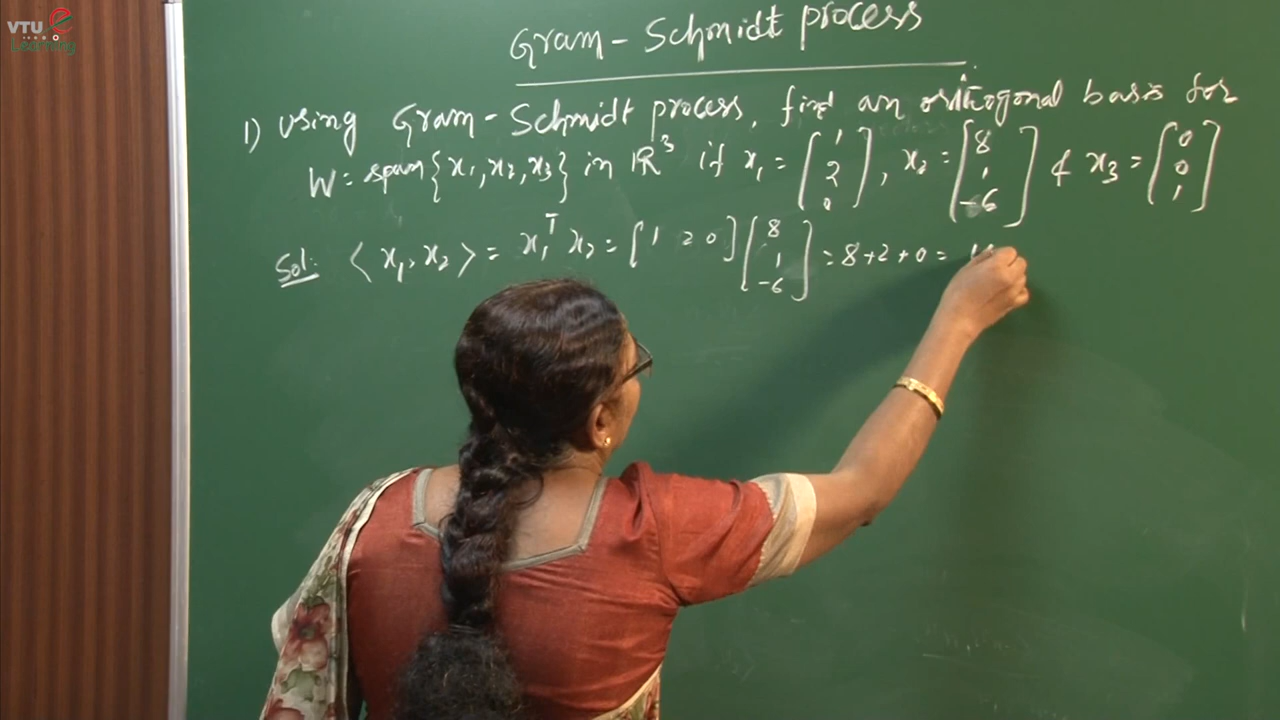 VTU e
Learning
Gram - Schmidt process
1) Using Gram - Schmidt process, find an orthogonal basis for
W = span {x₁, x₂, x₃} in ℝ³ if x₁ = [1 2 0], x₂ = [8 1 -6] & x₃ = [0 0 1]
Sol: ⟨x₁, x₂⟩ = x₁ᵀ x₂ = [1 2 0] [8 1 -6] = 8+2+0 =